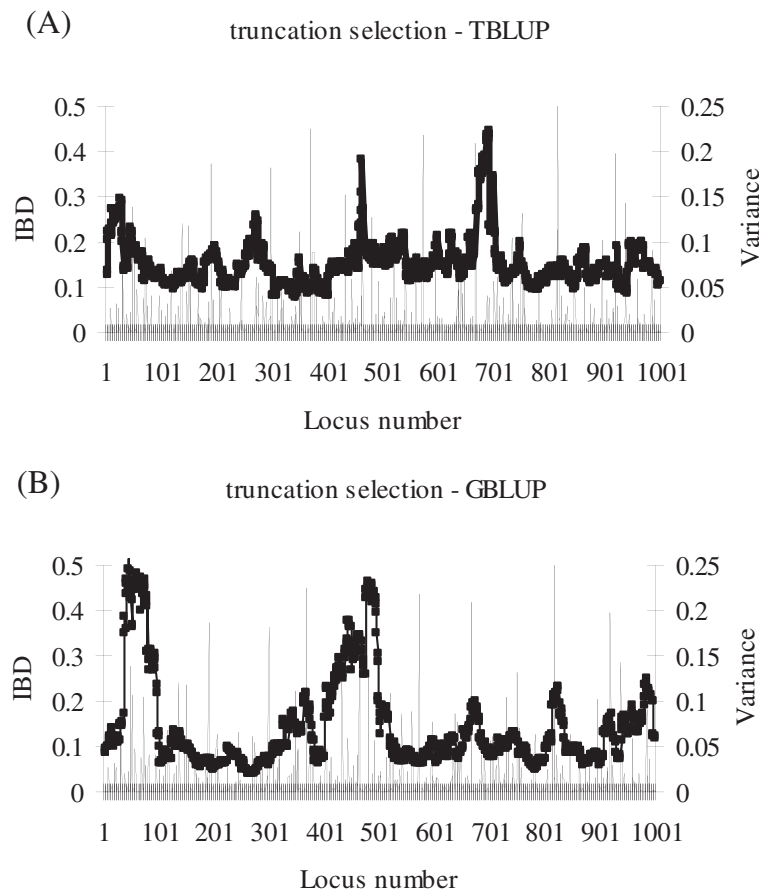 (A)
truncation selection - TBLUP
0.5 0.25
0.4 0.2
0.3 0.15
0.2 0.1
0.1 0.05
0 0
IBD
Variance
1 101 201 301 401 501 601 701 801 901 1001
Locus number
(B)
truncation selection - GBLUP
0.5 0.25
0.4 0.2
0.3 0.15
0.2 0.1
0.1 0.05
0 0
IBD
Variance
1 101 201 301 401 501 601 701 801 901 1001
Locus number